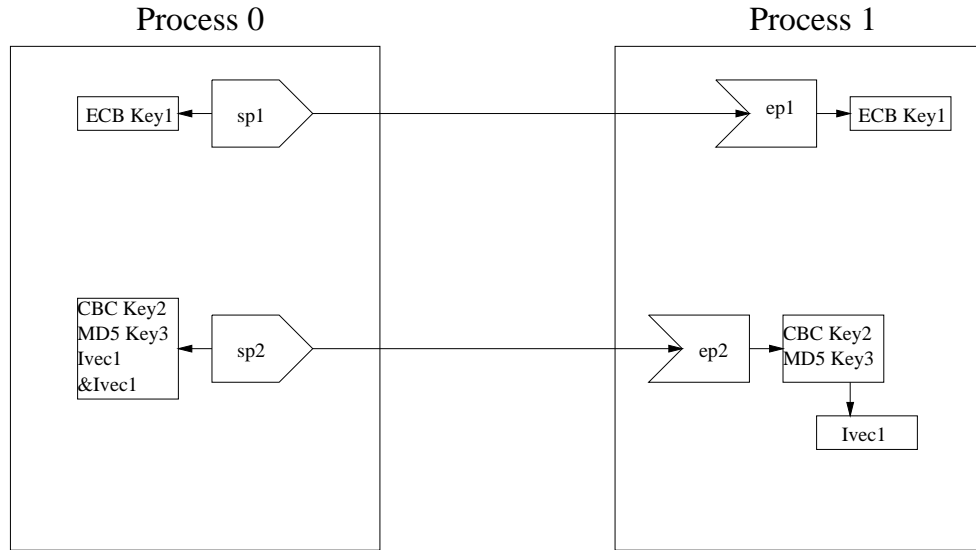 Process 0
Process 1
ECB Key1
sp1
ep1
ECB Key1
CBC Key2
MD5 Key3
Ivec1
&Ivec1
sp2
ep2
CBC Key2
MD5 Key3
Ivec1